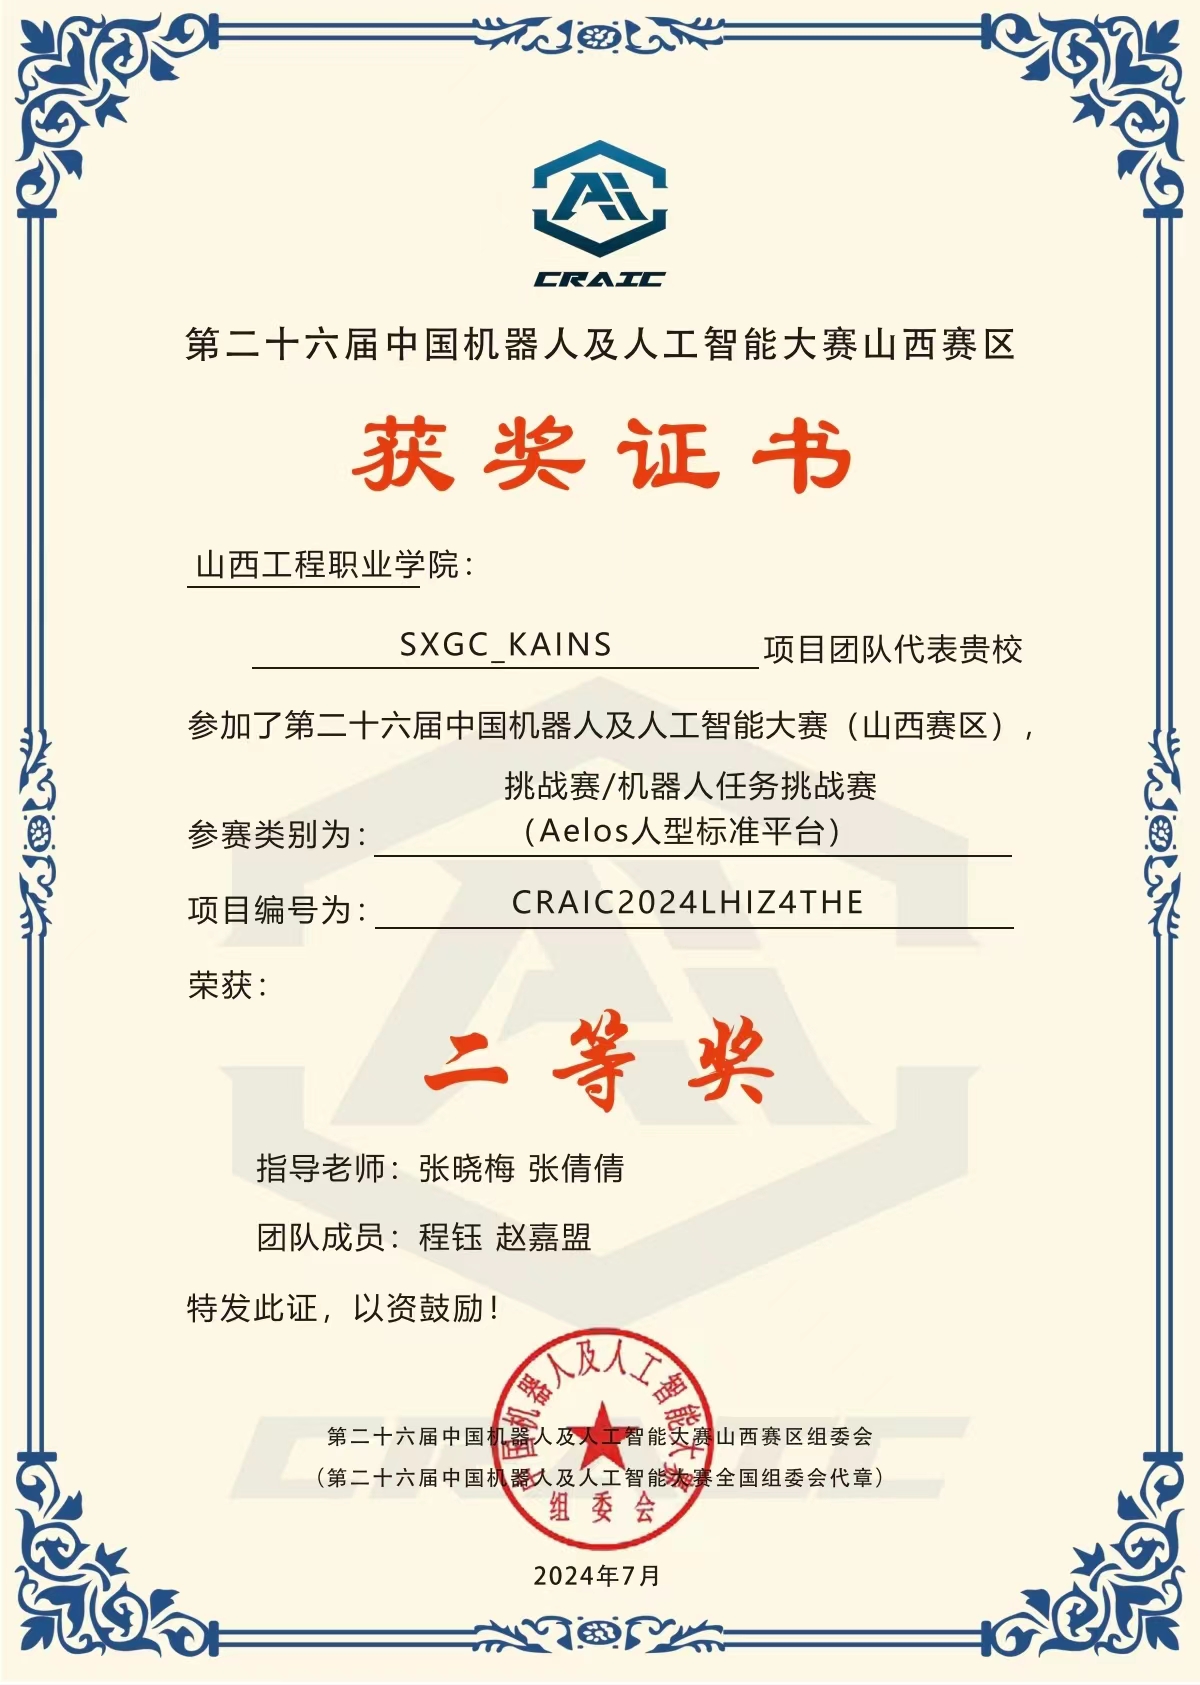 Ai
CRAIC
第二十六届中国机器人及人工智能大赛山西赛区
获奖证书
山西工程职业学院：
SXGC_KAINS 项目团队代表贵校
参加了第二十六届中国机器人及人工智能大赛（山西赛区），
挑战赛/机器人任务挑战赛
参赛类别为：（Aelos人型标准平台）
项目编号为：CRAIC2024LHIZ4THE
荣获：
二等奖
指导老师：张晓梅 张倩倩
团队成员：程钰 赵嘉盟
特发此证，以资鼓励！
中国机器人及人工智能大赛
组委会
第二十六届中国机器人及人工智能大赛山西赛区组委会
（第二十六届中国机器人及人工智能大赛全国组委会代章）
2024年7月
Ai
CRAIC